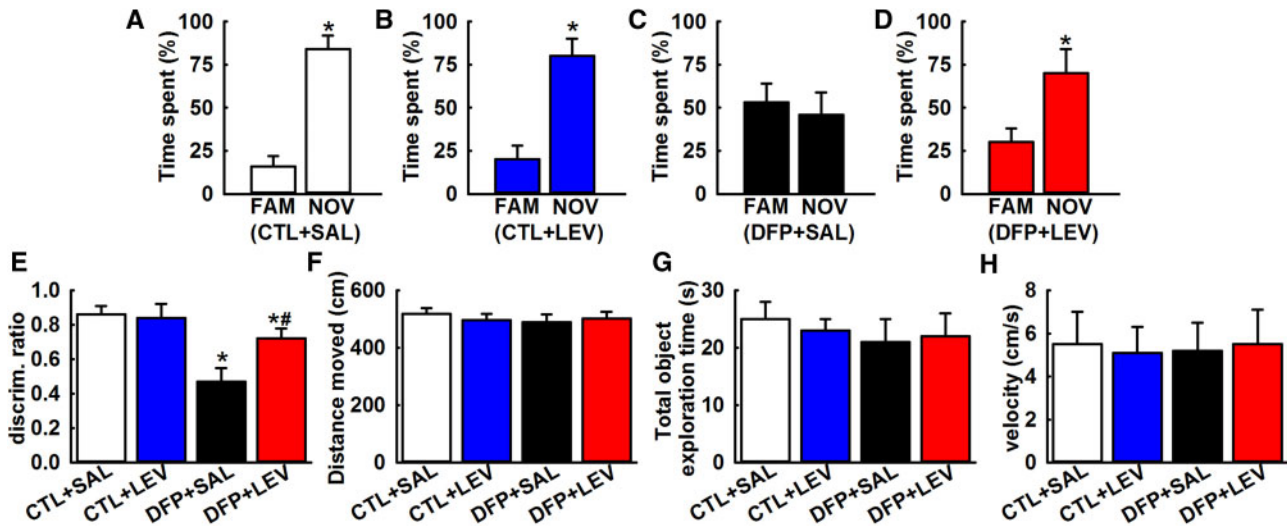 A
Time spent (%)
100
75
50
25
0
*
FAM NOV
(CTL+SAL)
B
Time spent (%)
100
75
50
25
0
*
FAM NOV
(CTL+LEV)
C
Time spent (%)
100
75
50
25
0
FAM NOV
(DFP+SAL)
D
Time spent (%)
100
75
50
25
0
*
FAM NOV
(DFP+LEV)
E
discrim. ratio
1.0
0.8
0.6
0.4
0.2
0.0
*
*#
CTL+SAL
CTL+LEV
DFP+SAL
DFP+LEV
F
Distance moved (cm)
600
400
200
0
CTL+SAL
CTL+LEV
DFP+SAL
DFP+LEV
G
Total object
exploration time (s)
30
20
10
0
CTL+SAL
CTL+LEV
DFP+SAL
DFP+LEV
H
velocity (cm/s)
8
6
4
2
0
CTL+SAL
CTL+LEV
DFP+SAL
DFP+LEV